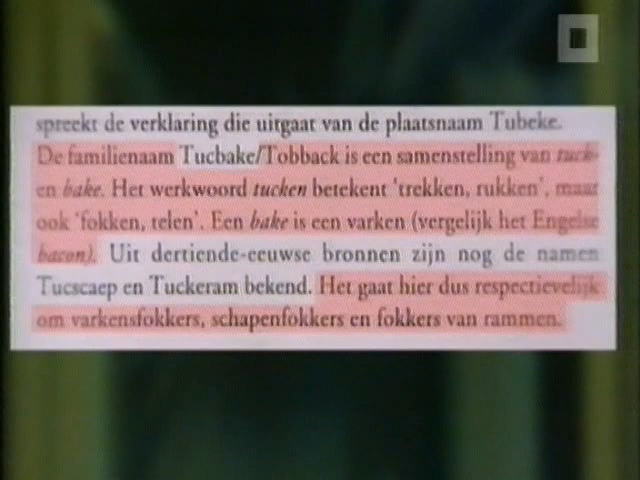 spreekt de verklaring die uitgaat van de plaatsnaam Tubeke.
De familienaam Tucbake/Tobback is een samenstelling van tuck-
en bake. Het werkwoord tucken betekent 'trekken, rukken', maar
ook 'fokken, telen'. Een bake is een varken (vergelijk het Engelse
bacon). Uit dertiende-eeuwse bronnen zijn nog de namen
Tucscaep en Tuckeram bekend. Het gaat hier dus respectievelijk
om varkensfokkers, schapenfokkers en fokkers van rammen.